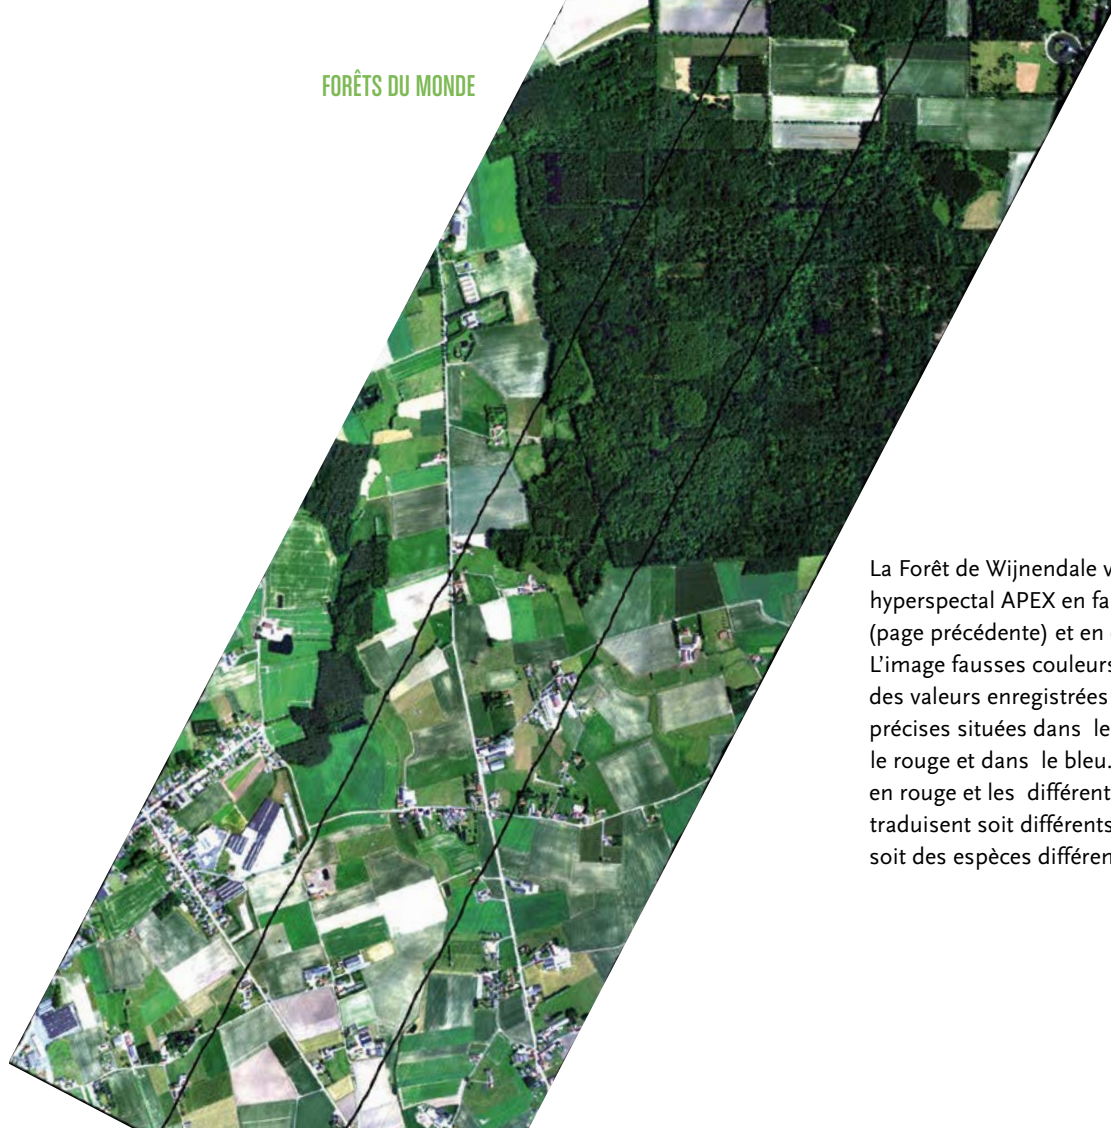 FORÊTS DU MONDE
La Forêt de Wijnendale
hyperspectal APEX en
(page précédente) et en
L’image fausses couleurs
des valeurs enregistrées
précises situées dans le
le rouge et dans le bleu.
en rouge et les différent
traduisent soit différents
soit des espèces